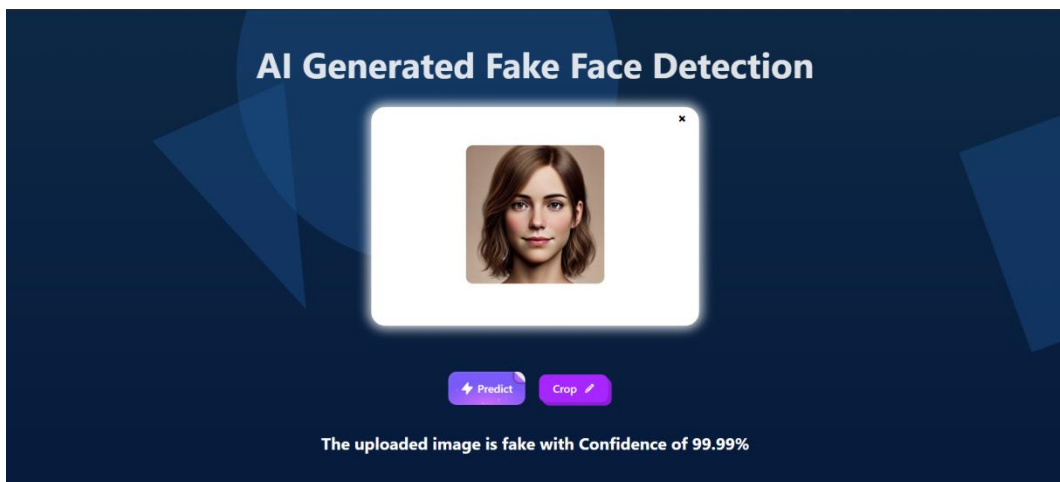 AI Generated Fake Face Detection
Predict
Crop
The uploaded image is fake with Confidence of 99.99%